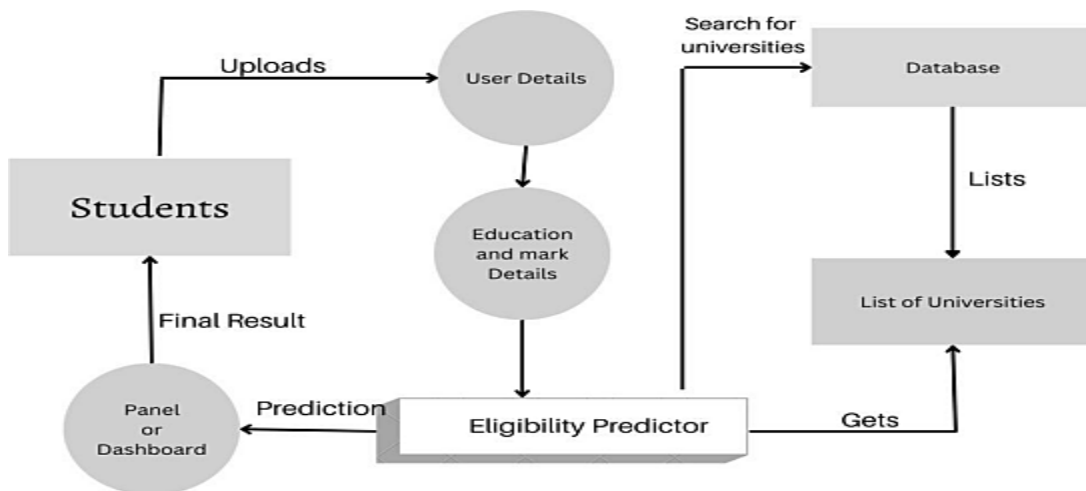 Search for
universities
Uploads
User Details
Database
Students
Education
and mark
Details
Lists
List of Universities
Final Result
Panel
or
Dashboard
Prediction
Eligibility Predictor
Gets